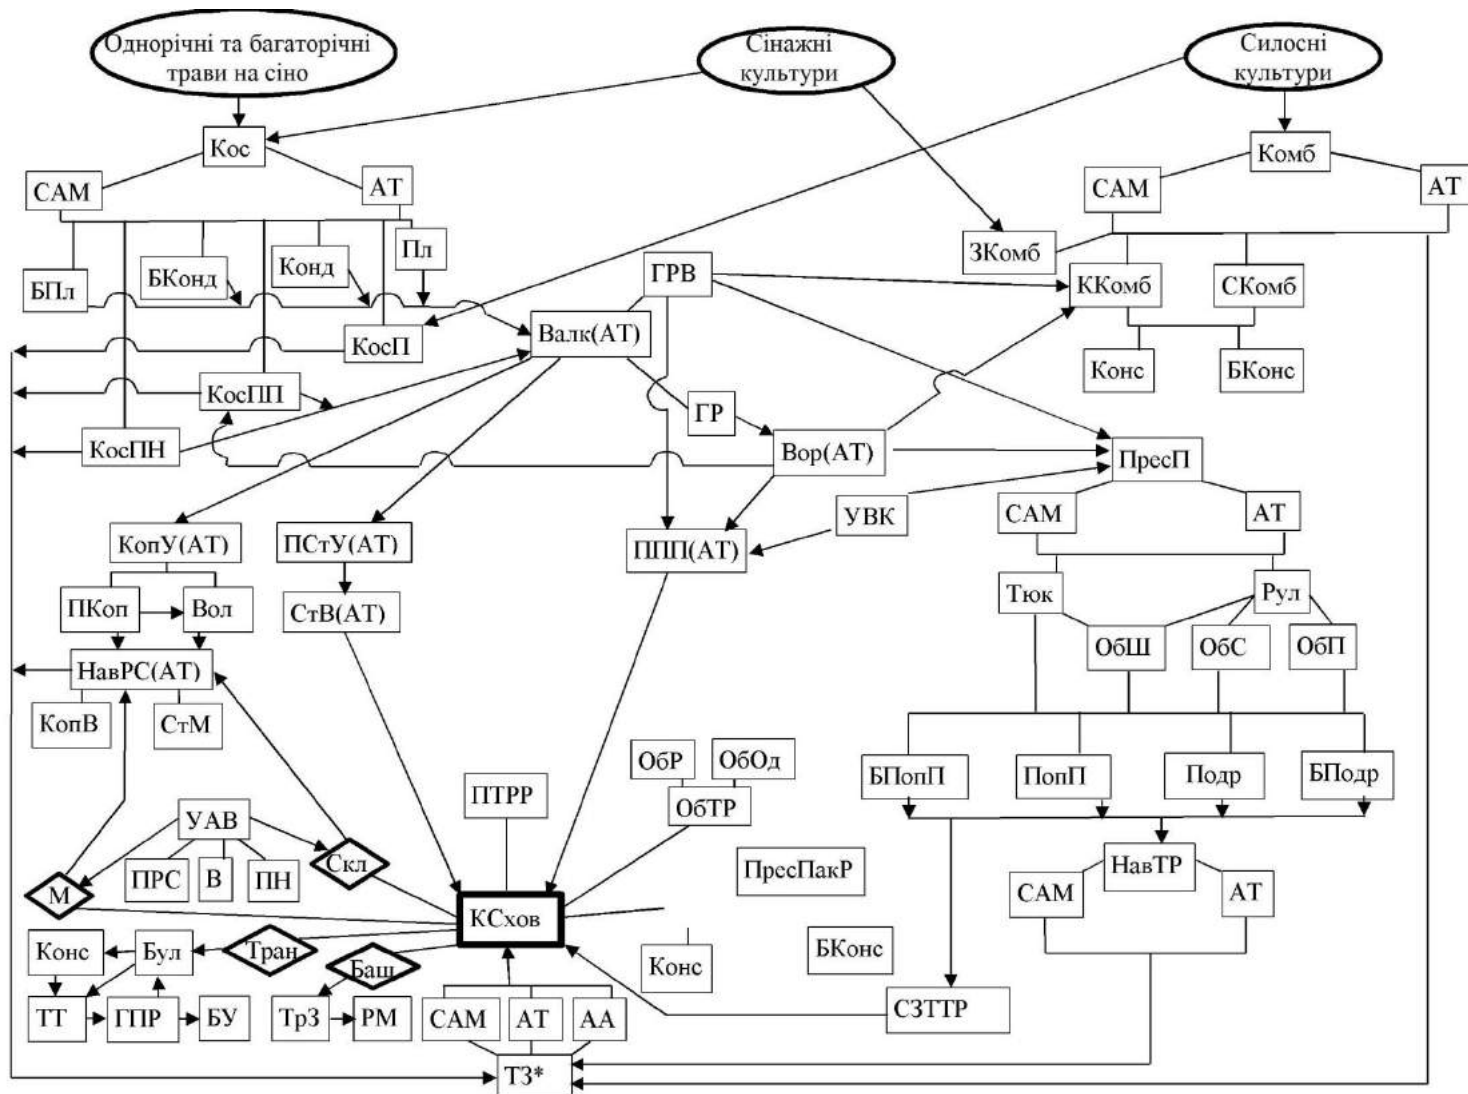 Однорічні та багаторічні
трави на сіно
Сінажні
культури
Силосні
культури
Кос
Комб
САМ
АТ
САМ
АТ
Пл
ЗКомб
БПл
БКонд
Конд
ГРВ
ККомб
СКомб
КосП
Валк(АТ)
Конс
БКонс
КосПП
ГР
КосПН
Вор(АТ)
ПресП
УВК
САМ
АТ
КопУ(АТ)
ПСтУ(АТ)
ППП(АТ)
ПКоп
Вол
СтВ(АТ)
Тюк
Рул
НавРС(АТ)
ОбШ
ОбС
ОбП
КопВ
СтМ
ОбР
ОбОд
БПопП
ПопП
Подр
БПодр
ПТРР
ОбТР
УАВ
Скл
ПРС
В
ПН
ПресПакР
НавТР
М
САМ
АТ
КСхов
Конс
Бул
Тран
Баш
Конс
БКонс
ТТ
ГПР
БУ
ТрЗ
РМ
САМ
АТ
АА
СЗТТР
ТЗ*